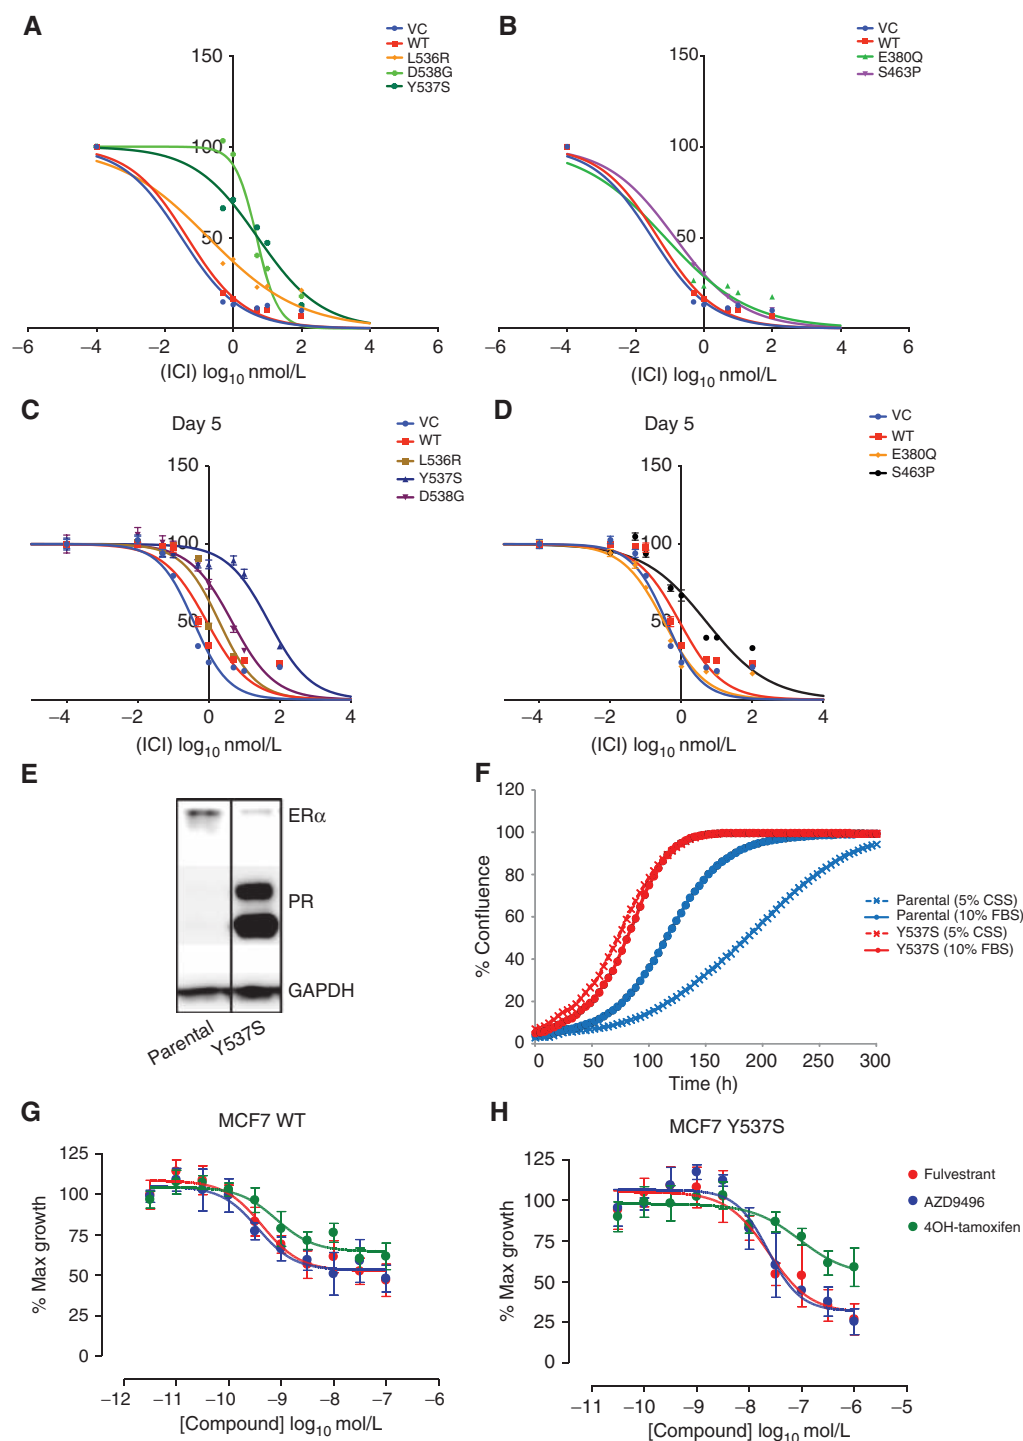 A
VC
WT
L536R
D538G
Y537S
150
100
50
−6 −4 −2 0 2 4 6
(ICI) log10 nmol/L
B
VC
WT
E380Q
S463P
150
100
50
−6 −4 −2 0 2 4 6
(ICI) log10 nmol/L
C
Day 5
VC
WT
L536R
Y537S
D538G
150
100
50
−4 −2 0 2 4
(ICI) log10 nmol/L
D
Day 5
VC
WT
E380Q
S463P
150
100
50
−4 −2 0 2 4
(ICI) log10 nmol/L
E
ERα
PR
GAPDH
Parental
Y537S
F
% Confluence
120
100
80
60
40
20
0
0 50 100 150 200 250 300
Time (h)
Parental (5% CSS)
Parental (10% FBS)
Y537S (5% CSS)
Y537S (10% FBS)
G
MCF7 WT
% Max growth
125
100
75
50
25
0
−12 −11 −10 −9 −8 −7 −6
[Compound] log10 mol/L
H
MCF7 Y537S
% Max growth
125
100
75
50
25
0
−11 −10 −9 −8 −7 −6 −5
[Compound] log10 mol/L
Fulvestrant
AZD9496
4OH-tamoxifen